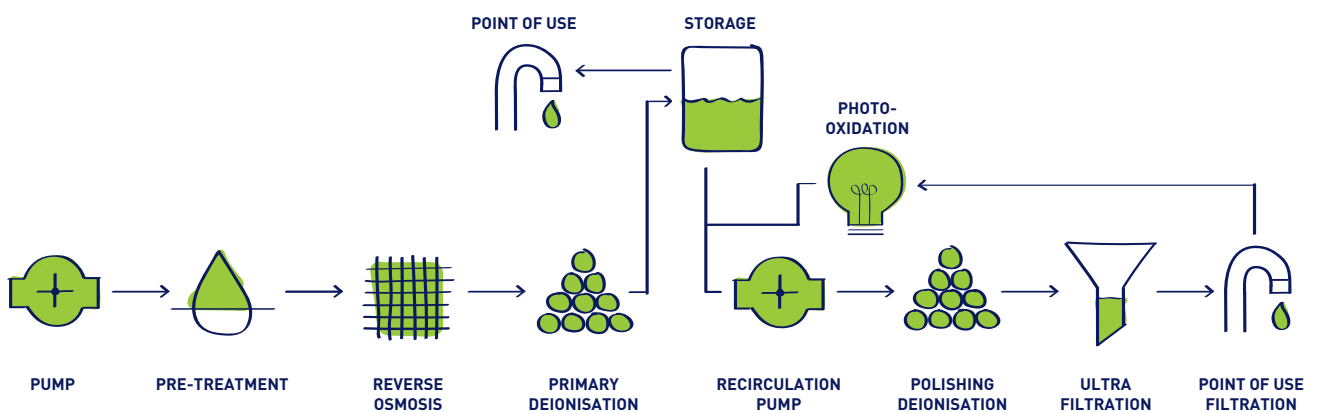 POINT OF USE
STORAGE
PHOTO-
OXIDATION
PUMP
PRE-TREATMENT
REVERSE
OSMOSIS
PRIMARY
DEIONISATION
RECIRCULATION
PUMP
POLISHING
DEIONISATION
ULTRA
FILTRATION
POINT OF USE
FILTRATION